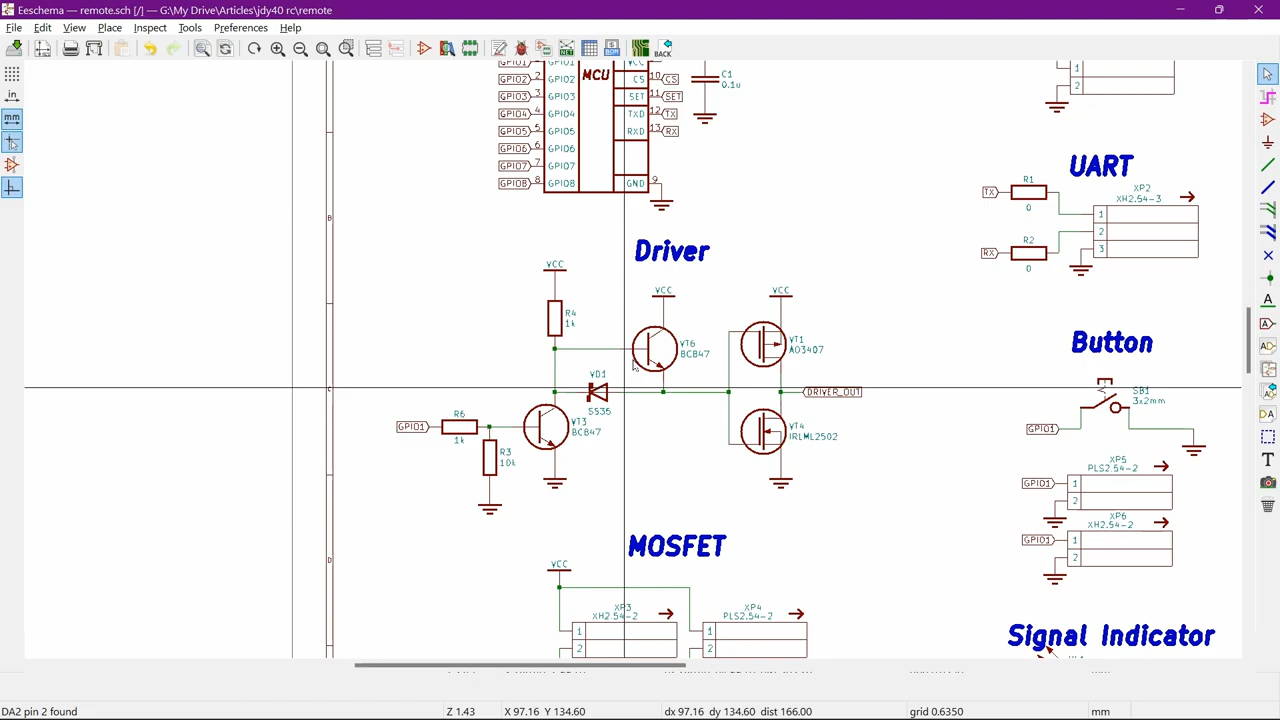 Eeschema — remote.sch [/] — G:\My Drive\Articles\jdy40 rc\remote
File Edit View Place Inspect Tools Preferences Help
BACK
in
mm
GPIO1
GPIO2 2 GPIO2
GPIO3 3 GPIO3
GPIO4 4 GPIO4
GPIO5 5 GPIO5
GPIO6 6 GPIO6
GPIO7 7 GPIO7
GPIO8 8 GPIO8
MCU
VCC
CS 10 CS
SET 11 SET
TXD 12 TX
RXD 13 RX
GND 9
C1
0.1u
1
2
UART
TX R1
0
RX R2
0
XP2
XH2.54-3
1
2
3
B
Driver
VCC
R4
1k
VCC
VT6
BC847
VCC
VT1
AO3407
VD1
SS35
DRIVER_OUT
GPIO1 R6
1k
R3
10k
VT3
BC847
VT4
IRLML2502
C
Button
SB1
3x2mm
GPIO1
XP5
PLS2.54-2
GPIO1 1
2
XP6
XH2.54-2
GPIO1 1
2
MOSFET
D
VCC
XP3
XH2.54-2
1
2
XP4
PLS2.54-2
1
2
Signal Indicator
DA2 pin 2 found
Z 1.43
X 97.16 Y 134.60
dx 97.16 dy 134.60 dist 166.00
grid 0.6350
mm